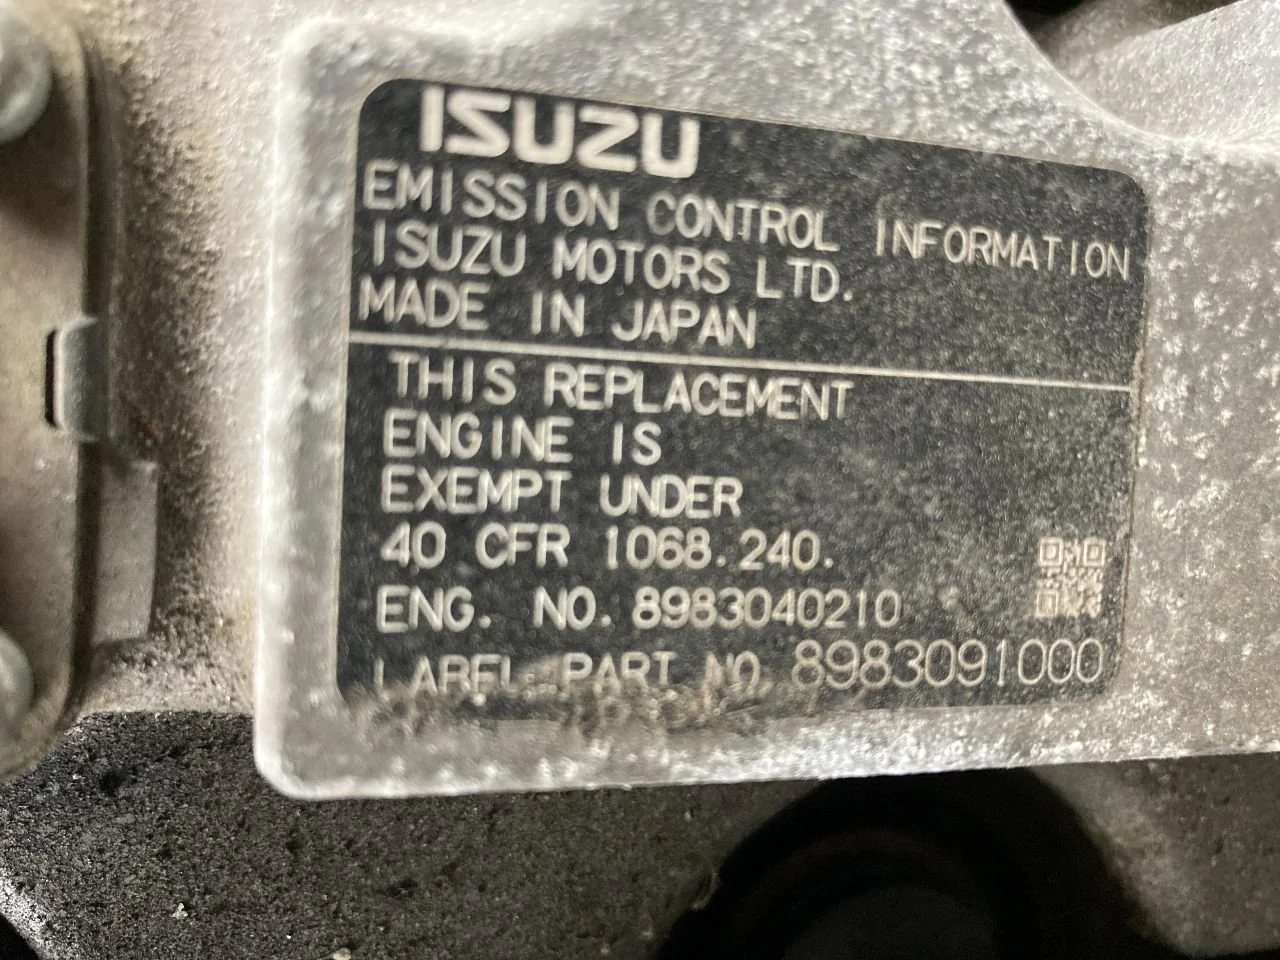 ISUZU
EMISSION CONTROL INFORMATION
ISUZU MOTORS LTD.
MADE IN JAPAN
THIS REPLACEMENT
ENGINE IS
EXEMPT UNDER
40 CFR 1068.240.
ENG. NO. 8983040210
LABEL PART NO. 8983091000